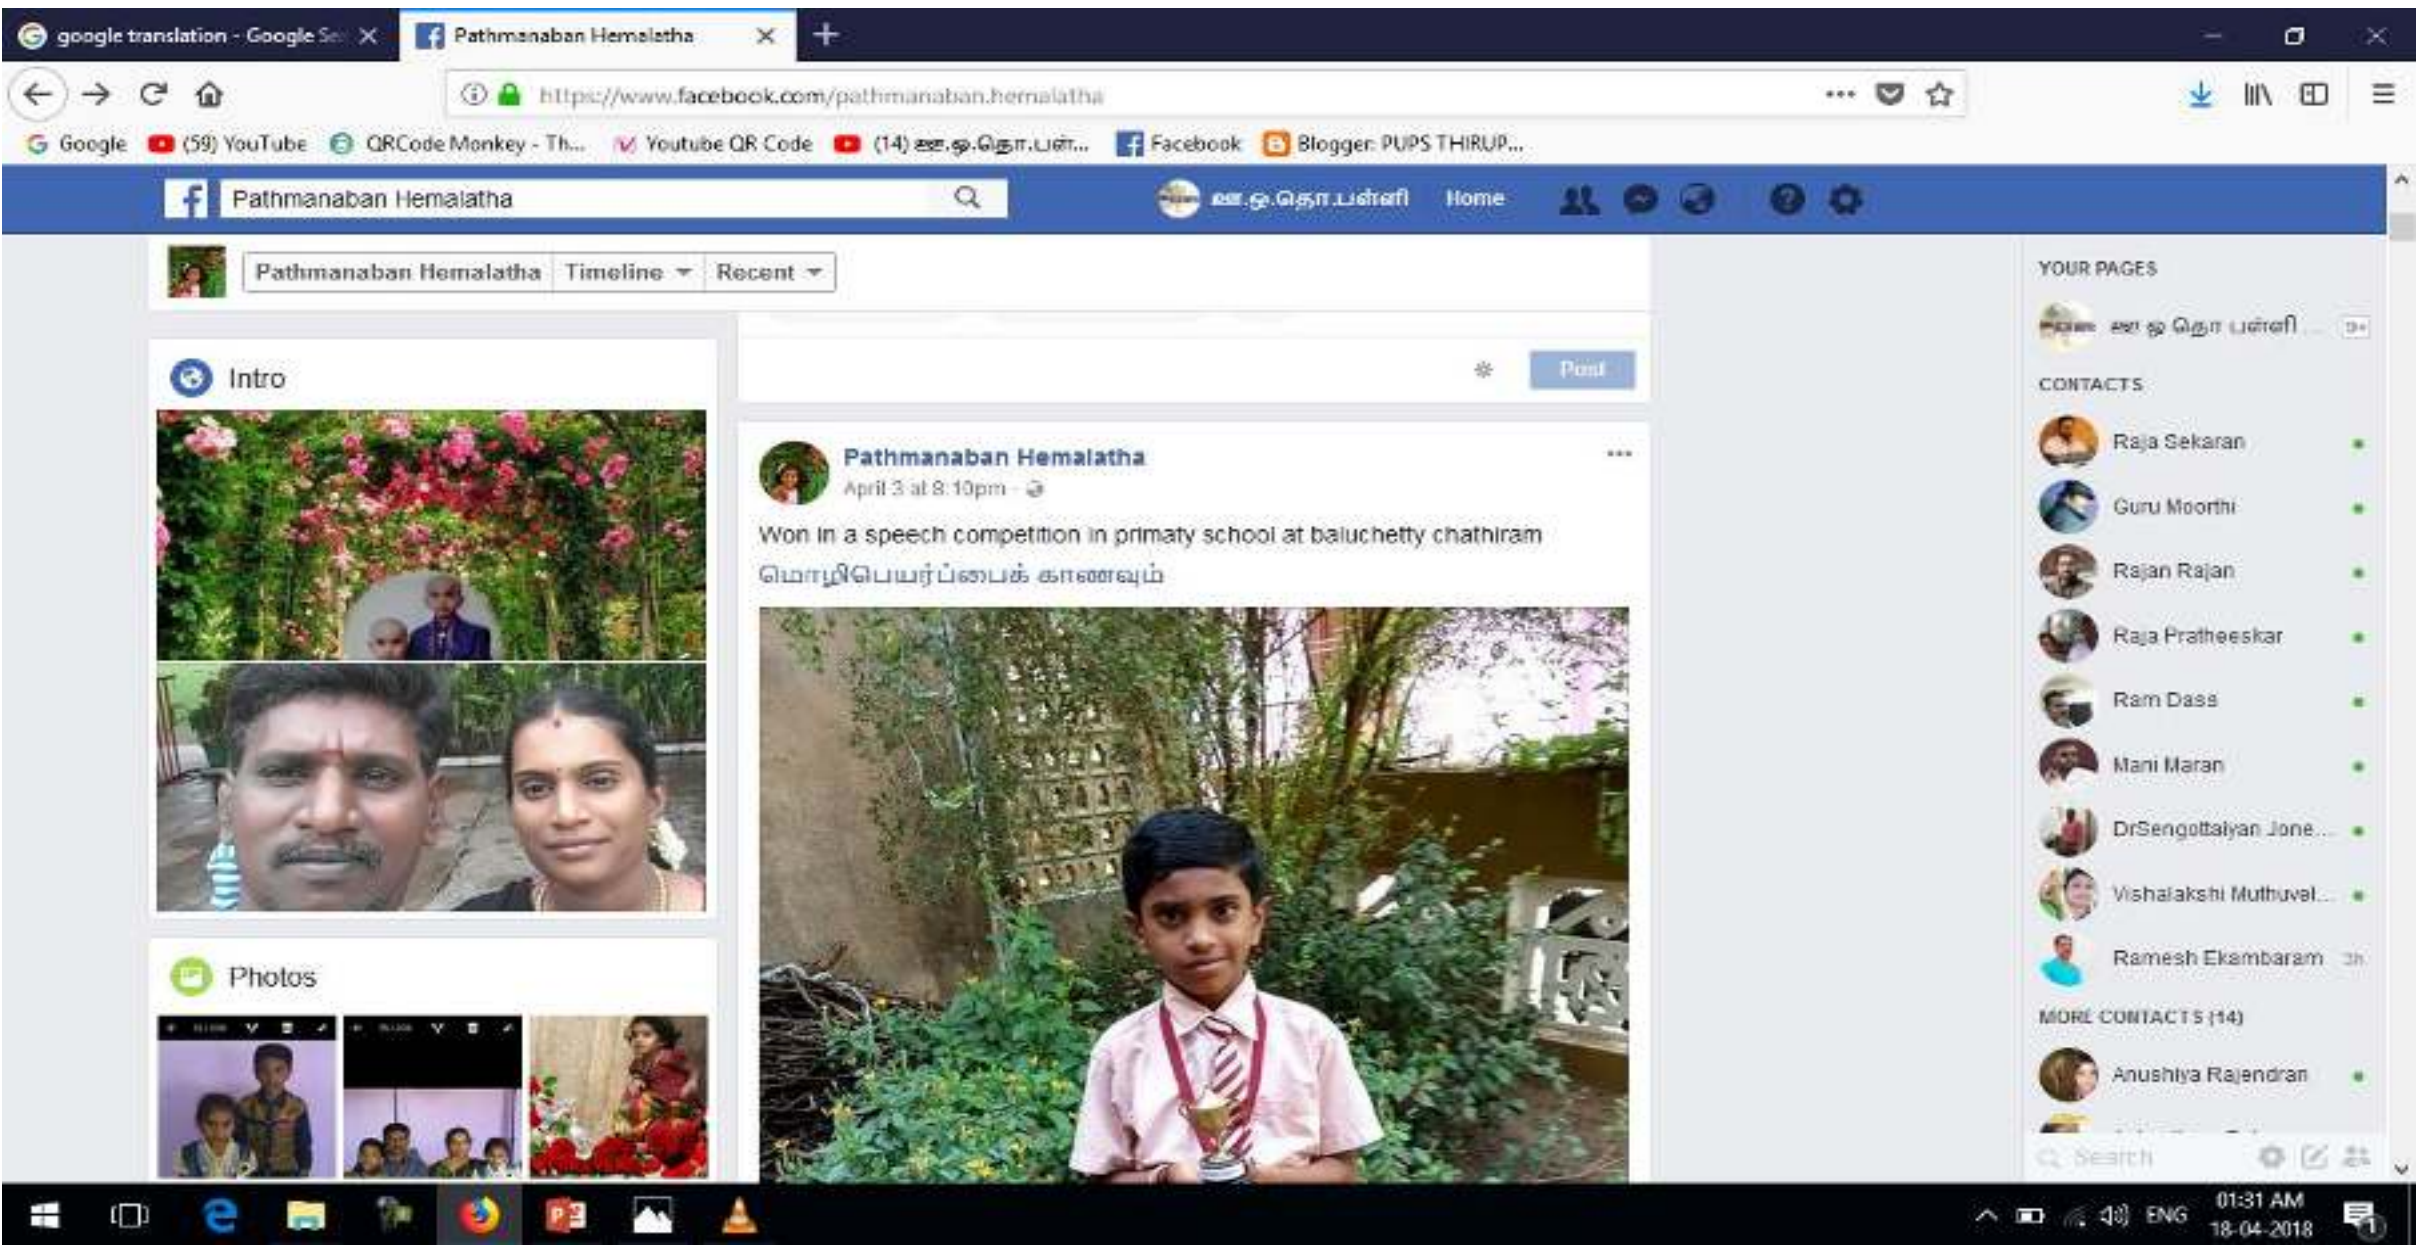 google translation - Google Se
Pathmanaban Hemalatha
https://www.facebook.com/pathmanaban.hemalatha
Google
(59) YouTube
QRCode Monkey - Th...
Youtube QR Code
(14) ஊ.ஒ.தொ.பள்...
Facebook
Blogger: PUPS THIRUP...
Pathmanaban Hemalatha
ஊ.ஒ.தொ.பள்ளி
Home
Pathmanaban Hemalatha
Timeline
Recent
Intro
Photos
Post
Pathmanaban Hemalatha
April 3 at 8:10pm
Won in a speech competition in primaty school at baluchetty chathiram
மொழிபெயர்ப்பைக் காணவும்
YOUR PAGES
ஊ ஒ தொ பள்ளி ...
CONTACTS
Raja Sekaran
Guru Moorthi
Rajan Rajan
Raja Pratheeskar
Ram Dass
Mani Maran
DrSengottaiyan Jone...
Vishalakshi Muthuvel...
Ramesh Ekambaram
3h
MORE CONTACTS (14)
Anushiya Rajendran
Search
ENG
01:31 AM
18-04-2018